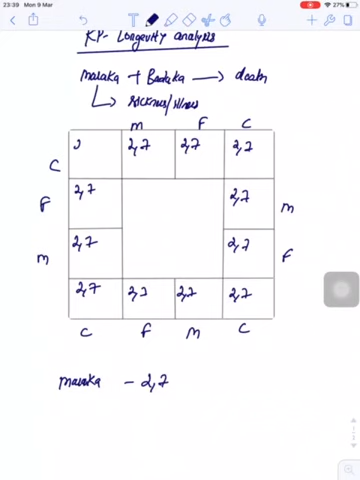 23:39 Mon 9 Mar 27%
KP- Longevity analysis
maraka + Badaka → death
sickness/illness
M F C
C 2, 2,7 2,7 2,7
F 2,7 2,7 M
M 2,7 2,7 F
2,7 2,7 2,7 2,7
C F M C
maraka - 2,7